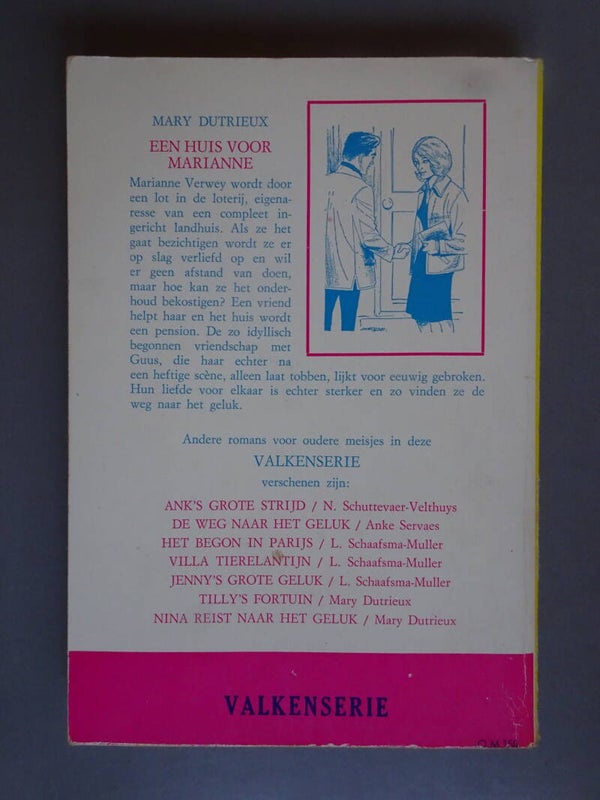 MARY DUTRIEUX
EEN HUIS VOOR
MARIANNE
Marianne Verwey wordt door
een lot in de loterij, eigena-
resse van een compleet in-
gericht landhuis. Als ze het
gaat bezichtigen wordt ze er
op slag verliefd op en wil
er geen afstand van doen,
maar hoe kan ze het onder-
houd bekostigen? Een vriend
helpt haar en het huis wordt
een pension. De zo idyllisch
begonnen vriendschap met
Guus, die haar echter na
een heftige scène, alleen laat tobben, lijkt voor eeuwig gebroken.
Hun liefde voor elkaar is echter sterker en zo vinden ze de
weg naar het geluk.
Andere romans voor oudere meisjes in deze
VALKENSERIE
verschenen zijn:
ANK'S GROTE STRIJD / N. Schuttevaer-Velthuys
DE WEG NAAR HET GELUK / Anke Servaes
HET BEGON IN PARIJS / L. Schaafsma-Muller
VILLA TIERELANTIJN / L. Schaafsma-Muller
JENNY'S GROTE GELUK / L. Schaafsma-Muller
TILLY'S FORTUIN / Mary Dutrieux
NINA REIST NAAR HET GELUK / Mary Dutrieux
VALKENSERIE